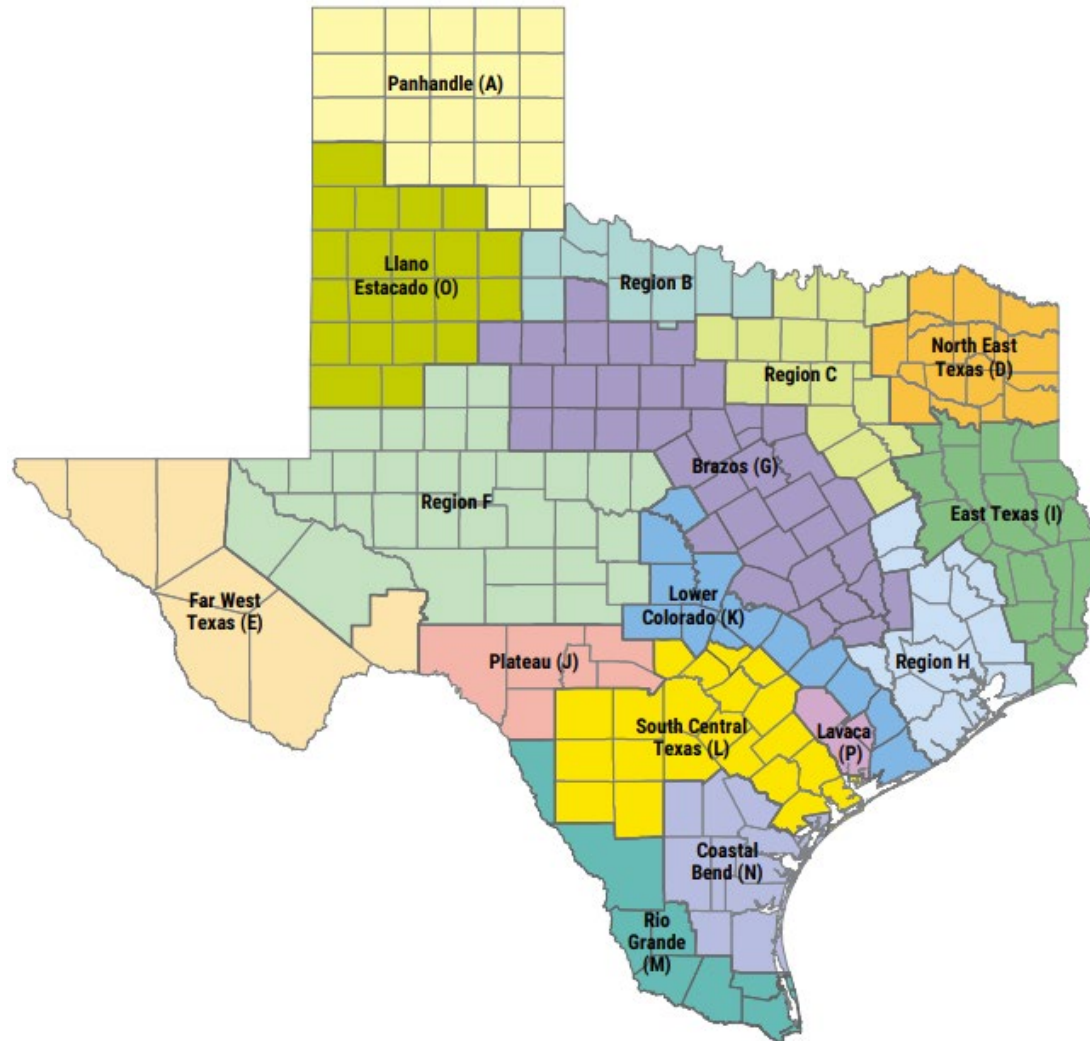 Panhandle (A)
Llano
Estacado (O)
Region B
North East
Texas (D)
Region C
Brazos (G)
Region F
East Texas (I)
Far West
Texas (E)
Lower
Colorado (K)
Plateau (J)
Region H
South Central
Texas (L)
Lavaca
(P)
Coastal
Bend (N)
Rio
Grande
(M)